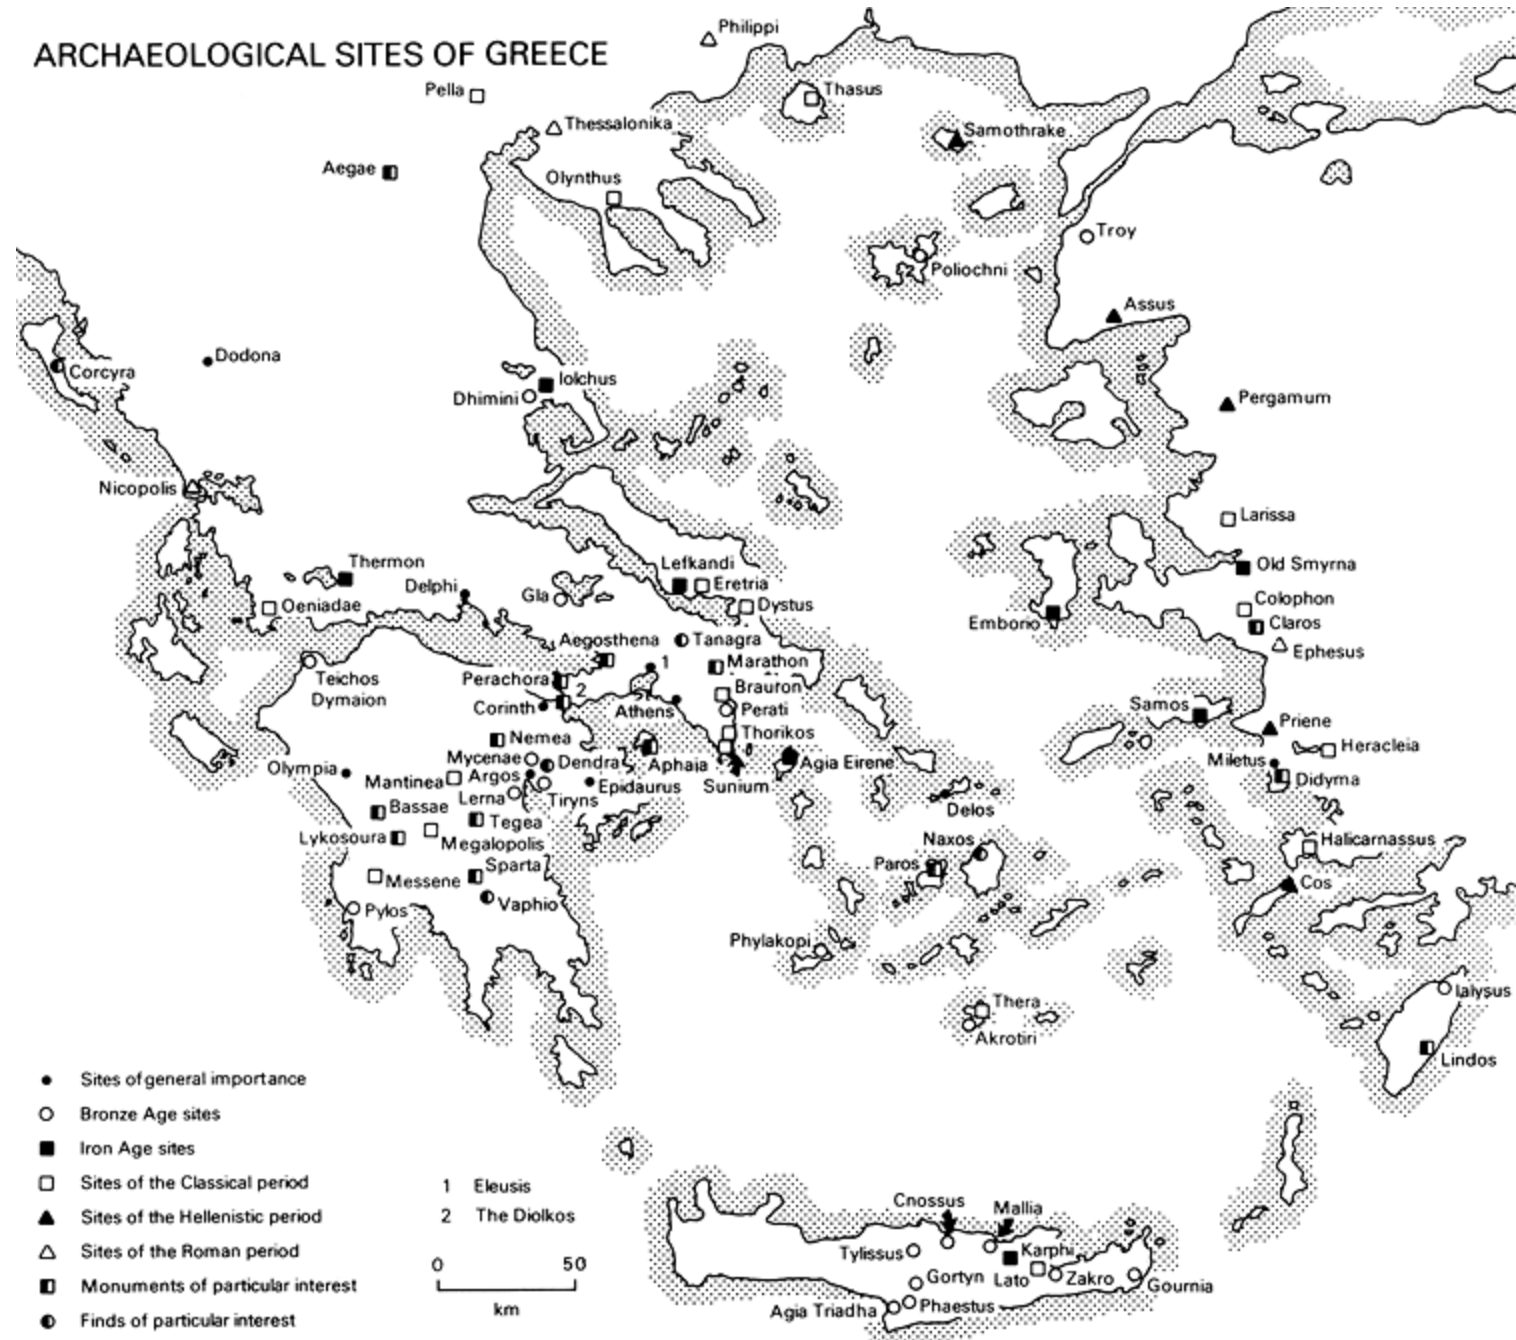 ARCHAEOLOGICAL SITES OF GREECE
Philippi
Pella
Thasus
Thessalonika
Samothrake
Aegae
Olynthus
Troy
Poliochni
Assus
Dodona
Corcyra
Iolchus
Dhimini
Pergamum
Nicopolis
Larissa
Thermon
Lefkandi
Old Smyrna
Delphi
Gla
Eretria
Oeniadae
Dystus
Colophon
Emborio
Claros
Aegosthena
Tanagra
Ephesus
1
Marathon
Teichos
Dymaion
Perachora
2
Brauron
Corinth
Athens
Perati
Samos
Priene
Nemea
Thorikos
Heracleia
Mycenae
Dendra
Aphaia
Agia Eirene
Miletus
Olympia
Mantinea
Argos
Epidaurus
Sunium
Didyma
Lerna
Tiryns
Delos
Bassae
Tegea
Lykosoura
Megalopolis
Naxos
Halicarnassus
Sparta
Paros
Messene
Cos
Vaphio
Pylos
Phylakopi
Ialysus
Thera
Akrotiri
Lindos
Sites of general importance
Bronze Age sites
Iron Age sites
Sites of the Classical period
Sites of the Hellenistic period
Sites of the Roman period
Monuments of particular interest
Finds of particular interest
1 Eleusis
2 The Diolkos
0 50
km
Cnossus
Mallia
Tylissus
Karphi
Gortyn
Lato
Zakro
Gournia
Agia Triadha
Phaestus